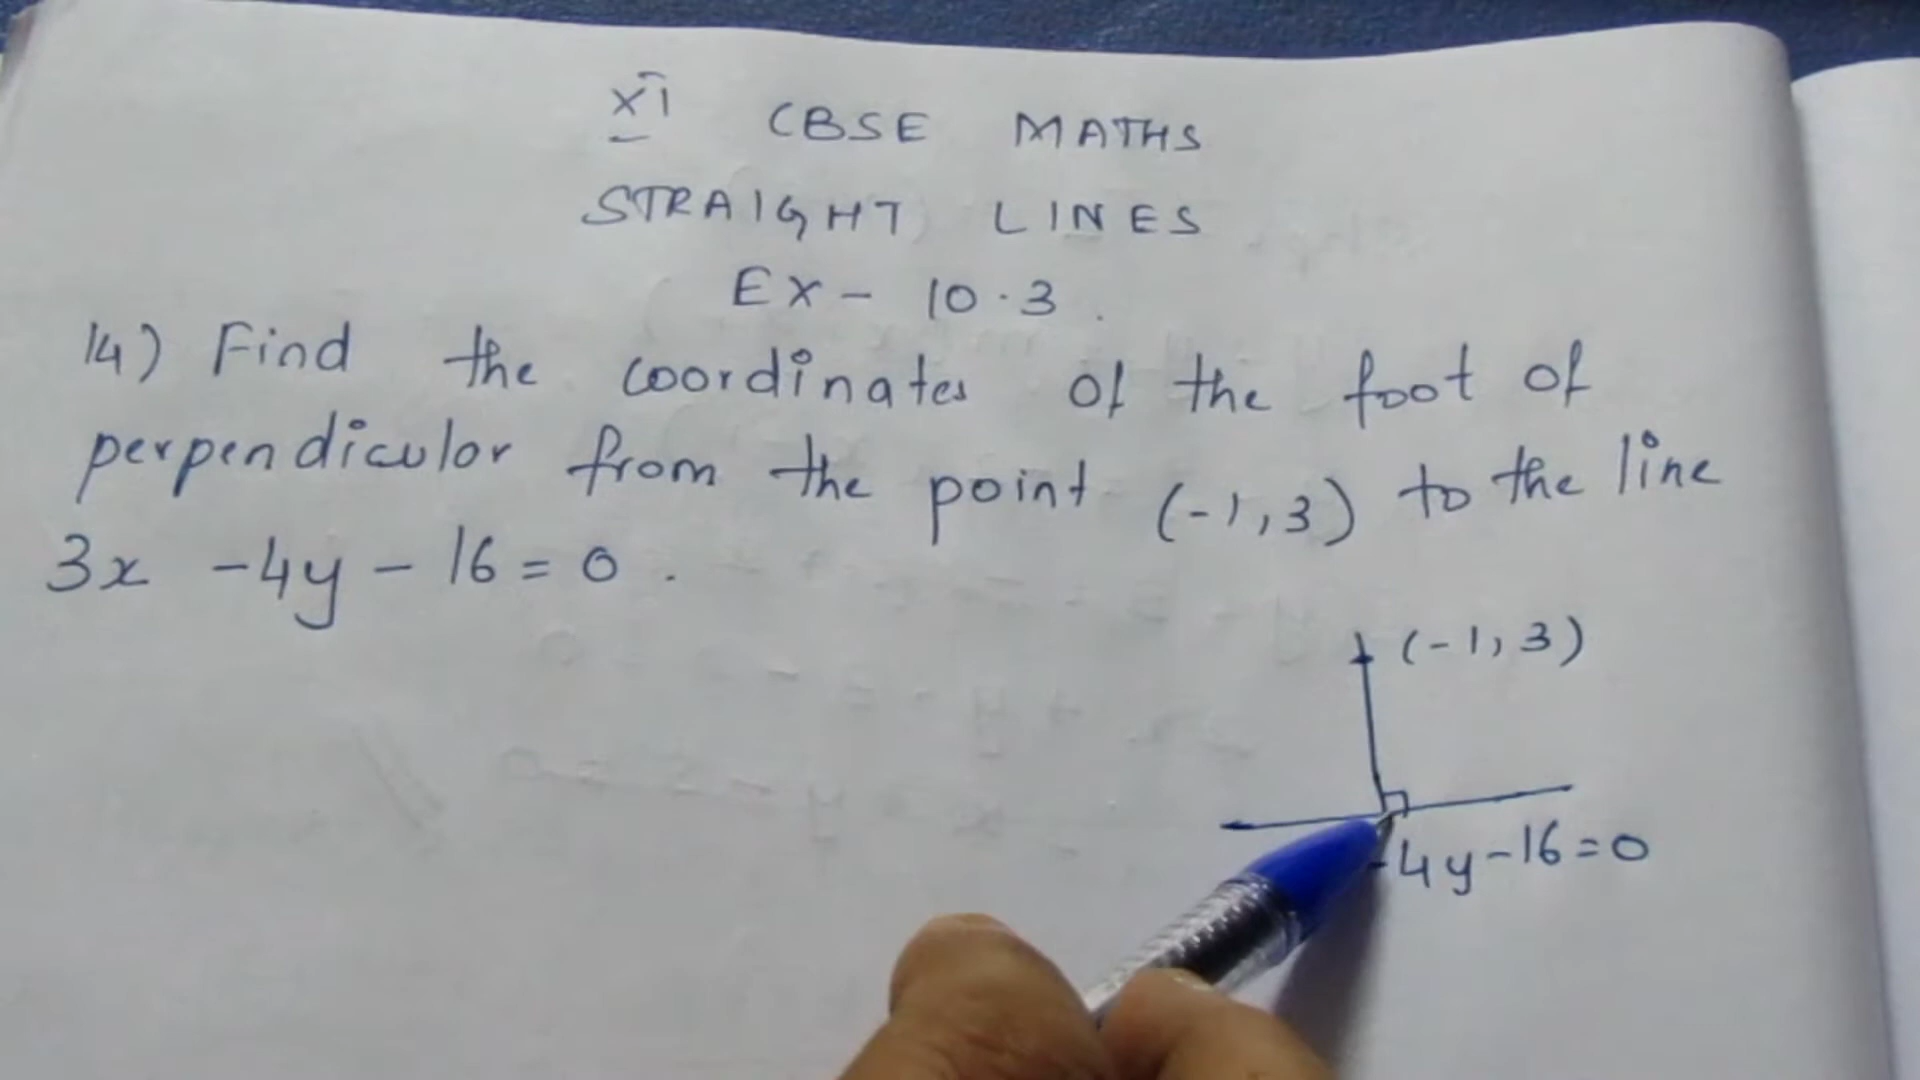 XI CBSE MATHS
STRAIGHT LINES
EX - 10.3.
14) Find the coordinates of the foot of
perpendicular from the point (-1,3) to the line
3x -4y - 16 = 0.
(-1, 3)
-4y-16=0